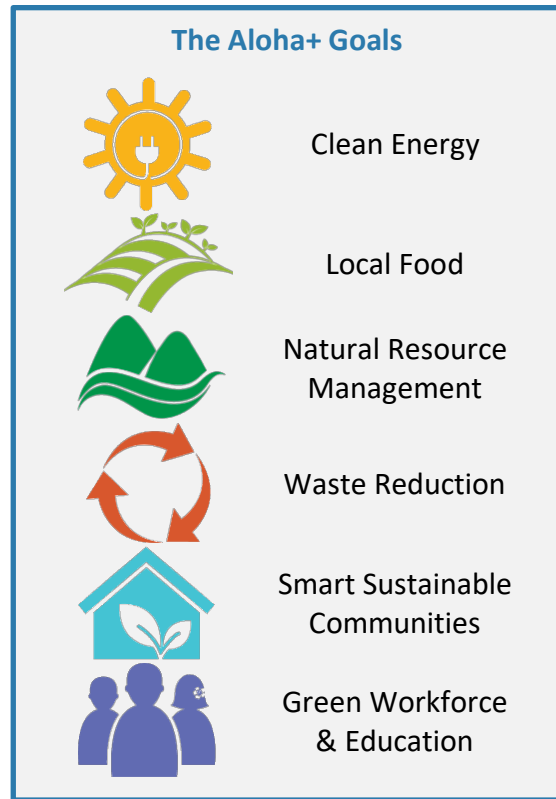 The Aloha+ Goals
Clean Energy
Local Food
Natural Resource
Management
Waste Reduction
Smart Sustainable
Communities
Green Workforce
& Education